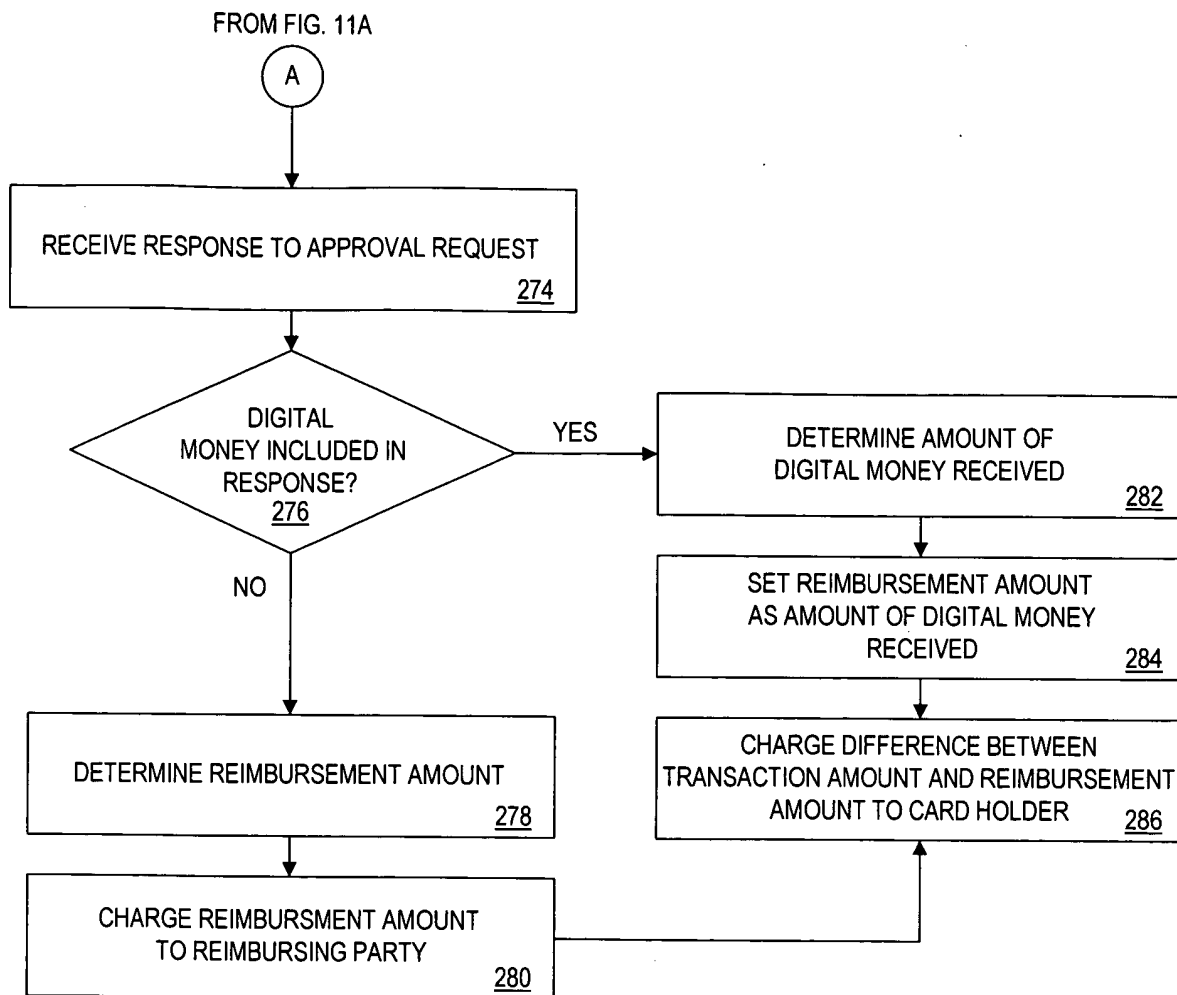 FROM FIG. 11A
A
RECEIVE RESPONSE TO APPROVAL REQUEST
274
DIGITAL
MONEY INCLUDED IN
RESPONSE?
276
YES
NO
DETERMINE AMOUNT OF
DIGITAL MONEY RECEIVED
282
SET REIMBURSEMENT AMOUNT
AS AMOUNT OF DIGITAL MONEY
RECEIVED
284
CHARGE DIFFERENCE BETWEEN
TRANSACTION AMOUNT AND REIMBURSEMENT
AMOUNT TO CARD HOLDER
286
DETERMINE REIMBURSEMENT AMOUNT
278
CHARGE REIMBURSMENT AMOUNT
TO REIMBURSING PARTY
280